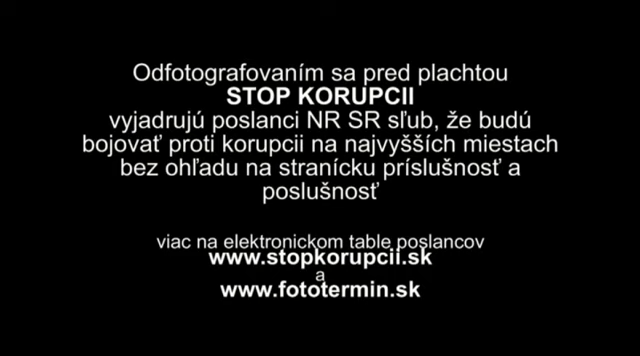 Odfotografovaním sa pred plachtou
STOP KORUPCII
vyjadrujú poslanci NR SR sľub, že budú
bojovať proti korupcii na najvyšších miestach
bez ohľadu na stranícku príslušnosť a
poslušnosť
viac na elektronickom table poslancov
www.stopkorupcii.sk
a
www.fototermin.sk